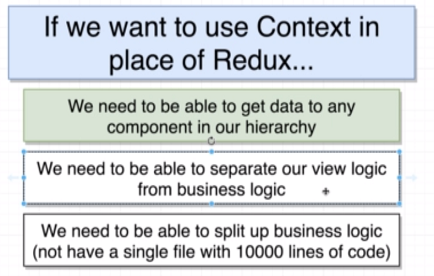 If we want to use Context in
place of Redux...
We need to be able to get data to any
component in our hierarchy
We need to be able to separate our view logic
from business logic
We need to be able to split up business logic
(not have a single file with 10000 lines of code)